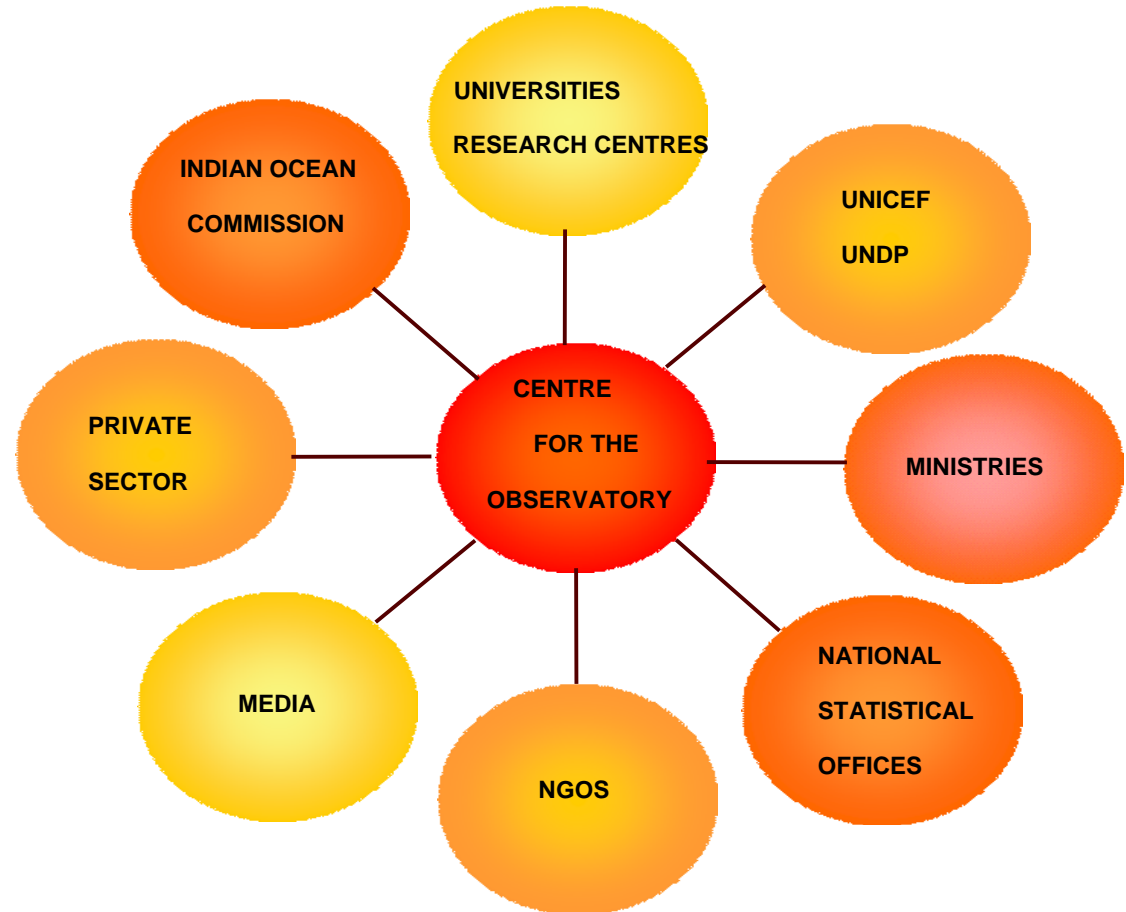 UNIVERSITIES
RESEARCH CENTRES
INDIAN OCEAN
COMMISSION
UNICEF
UNDP
CENTRE
FOR THE
OBSERVATORY
PRIVATE
SECTOR
MINISTRIES
MEDIA
NGOS
NATIONAL
STATISTICAL
OFFICES